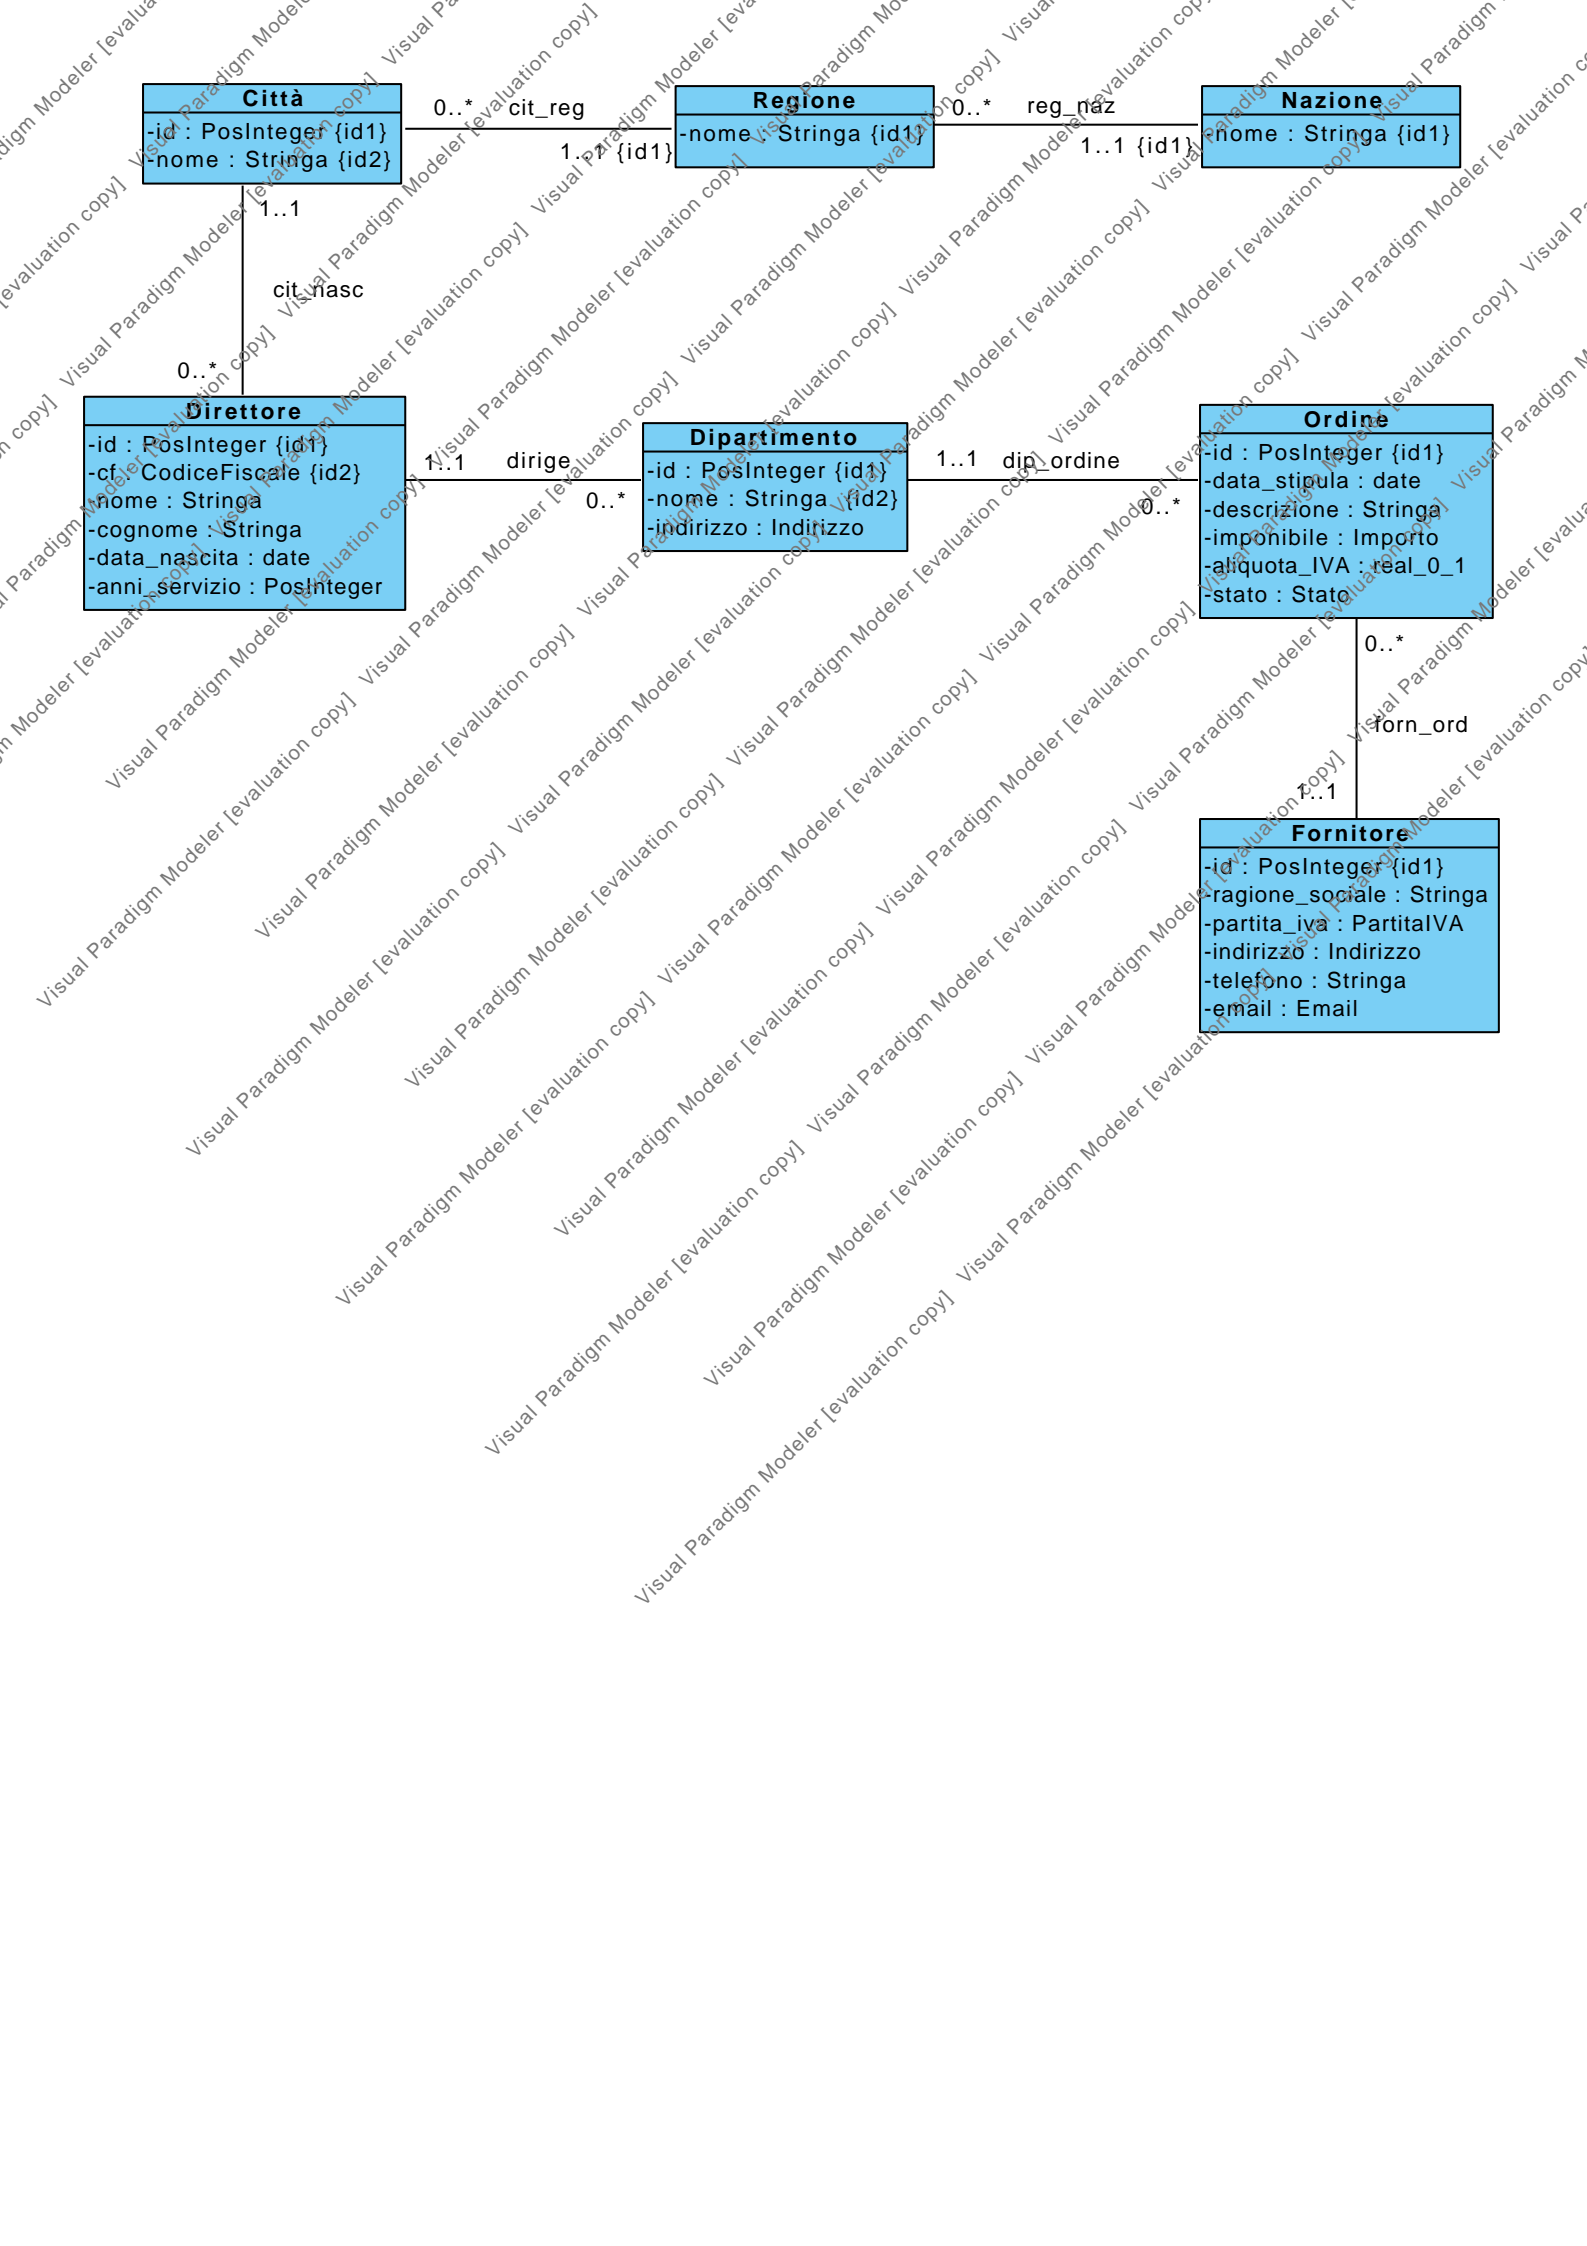 Città
-id : PosInteger {id1}
-nome : Stringa {id2}
0..* cit_reg
1..1 {id1}
Regione
-nome : Stringa {id1}
0..* reg_naz
1..1 {id1}
Nazione
-nome : Stringa {id1}
1..1
cit_nasc
0..*
Direttore
-id : PosInteger {id1}
-cf : CodiceFiscale {id2}
-nome : Stringa
-cognome : Stringa
-data_nascita : date
-anni_servizio : PosInteger
1..1 dirige
0..*
Dipartimento
-id : PosInteger {id1}
-nome : Stringa {id2}
-indirizzo : Indirizzo
1..1 dip_ordine
0..*
Ordine
-id : PosInteger {id1}
-data_stipula : date
-descrizione : Stringa
-imponibile : Importo
-aliquota_IVA : real_0_1
-stato : Stato
0..*
forn_ord
1..1
Fornitore
-id : PosInteger {id1}
-ragione_sociale : Stringa
-partita_iva : PartitaIVA
-indirizzo : Indirizzo
-telefono : Stringa
-email : Email
Visual Paradigm Modeler [evaluation copy]